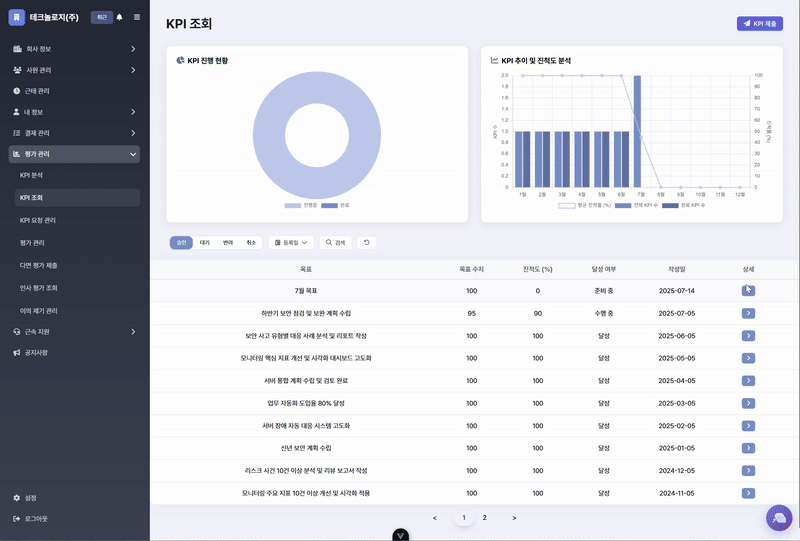 테크놀로지(주) 퇴근
회사 정보
사원 관리
근태 관리
내 정보
결재 관리
평가 관리
KPI 분석
KPI 조회
KPI 요청 관리
평가 관리
다면 평가 제출
인사 평가 조회
이의 제기 관리
근속 지원
공지사항
설정
로그아웃
KPI 조회
KPI 제출
KPI 진행 현황
진행중 완료
KPI 추이 및 진척도 분석
2.0
1.8
1.6
1.4
1.2
1.0
0.8
0.6
0.4
0.2
0
KPI 수
100
90
80
70
60
50
40
30
20
10
0
진척률 (%)
1월 2월 3월 4월 5월 6월 7월 8월 9월 10월 11월 12월
평균 진척률 (%) 전체 KPI 수 완료 KPI 수
승인 대기 반려 취소 등록일 검색
목표 목표 수치 진척도 (%) 달성 여부 작성일 상세
7월 목표 100 0 준비 중 2025-07-14
하반기 보안 점검 및 보완 계획 수립 95 90 수행 중 2025-07-05
보안 사고 유형별 대응 사례 분석 및 리포트 작성 100 100 달성 2025-06-05
모니터링 핵심 지표 개선 및 시각화 대시보드 고도화 100 100 달성 2025-05-05
서버 통합 계획 수립 및 검토 완료 100 100 달성 2025-04-05
업무 자동화 도입율 80% 달성 100 100 달성 2025-03-05
서버 장애 자동 대응 시스템 고도화 100 100 달성 2025-02-05
신년 보안 계획 수립 100 100 달성 2025-01-05
리스크 사건 10건 이상 분석 및 리뷰 보고서 작성 100 100 달성 2024-12-05
모니터링 주요 지표 10건 이상 개선 및 시각화 적용 100 100 달성 2024-11-05
< 1 2 >